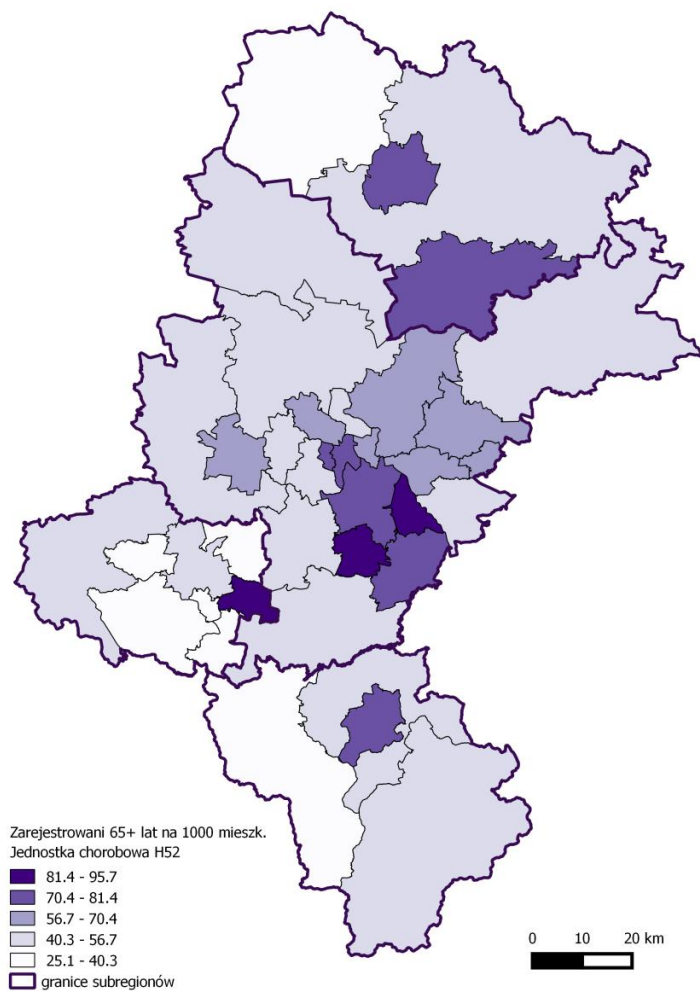 Zarejestrowani 65+ lat na 1000 mieszk.
Jednostka chorobowa H52
81.4 - 95.7
70.4 - 81.4
56.7 - 70.4
40.3 - 56.7
25.1 - 40.3
granice subregionów
0 10 20 km